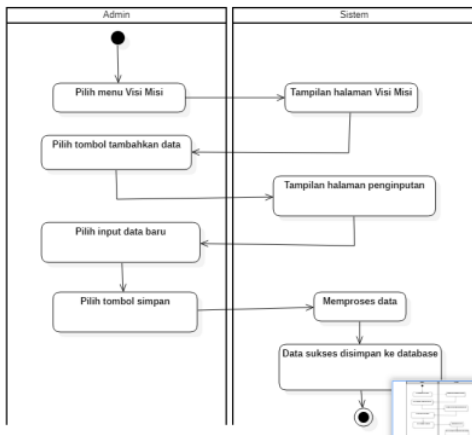 Admin
Sistem
Pilih menu Visi Misi
Tampilan halaman Visi Misi
Pilih tombol tambahkan data
Tampilan halaman penginputan
Pilih input data baru
Pilih tombol simpan
Memproses data
Data sukses disimpan ke database